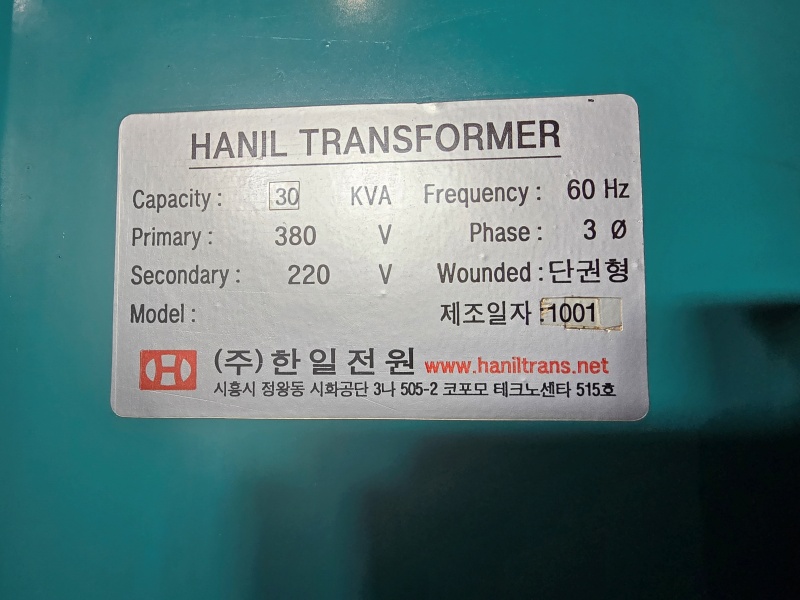 HANIL TRANSFORMER
Capacity : 30 KVA Frequency : 60 Hz
Primary : 380 V Phase : 3 Ø
Secondary : 220 V Wounded : 단권형
Model : 제조일자 : 1001
(주) 한일전원 www.haniltrans.net
시흥시 정왕동 시화공단 3나 505-2 코포모 테크노센타 515호